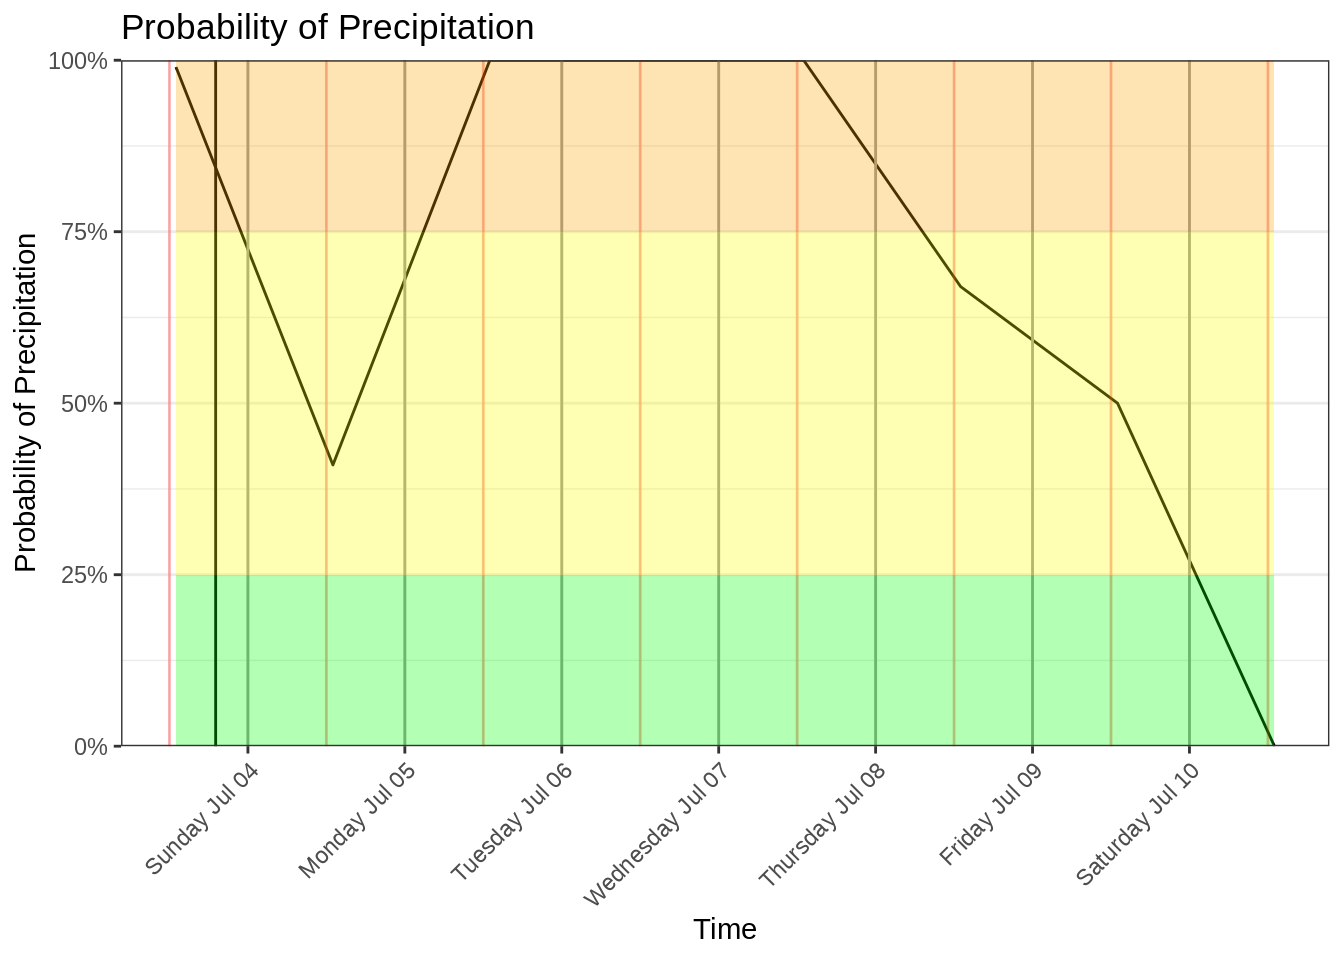 Probability of Precipitation
Probability of Precipitation
100%
75%
50%
25%
0%
Sunday Jul 04
Monday Jul 05
Tuesday Jul 06
Wednesday Jul 07
Thursday Jul 08
Friday Jul 09
Saturday Jul 10
Time